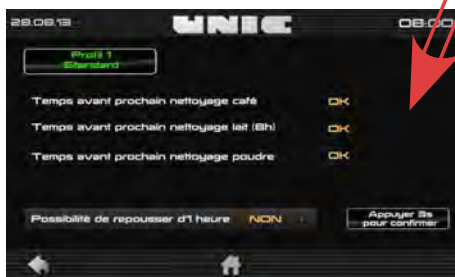 28.08.13 UNIC 08:00
Profil 1
Standard
Temps avant prochain nettoyage café OK
Temps avant prochain nettoyage lait (8h) OK
Temps avant prochain nettoyage poudre OK
Possibilité de repousser d'1 heure NON
Appuyer 3s
pour confirmer